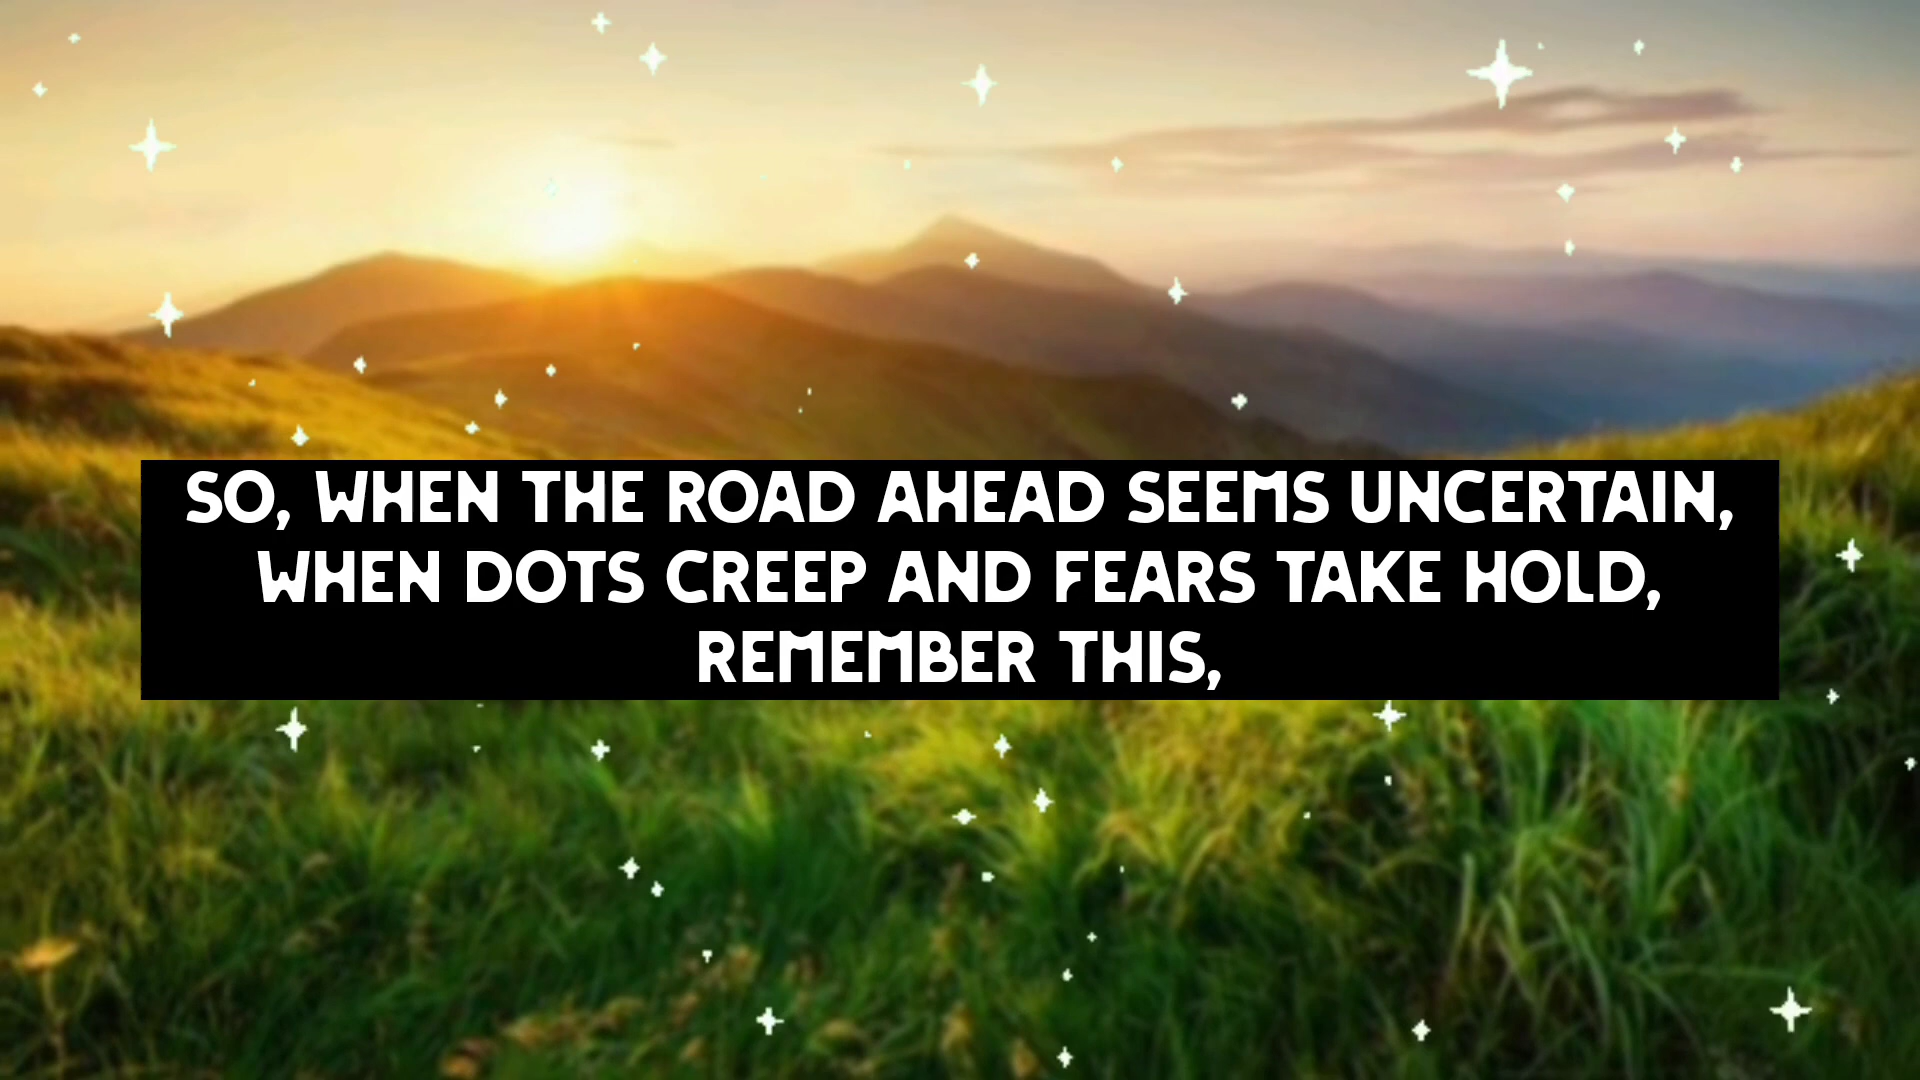 SO, WHEN THE ROAD AHEAD SEEMS UNCERTAIN,
WHEN DOTS CREEP AND FEARS TAKE HOLD,
REMEMBER THIS,